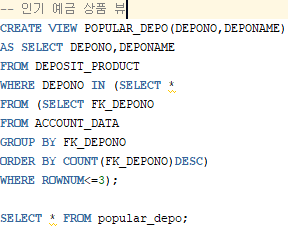 -- 인기 예금 상품 뷰
CREATE VIEW POPULAR_DEPO(DEPONO,DEPONAME)
AS SELECT DEPONO,DEPONAME
FROM DEPOSIT_PRODUCT
WHERE DEPONO IN (SELECT *
FROM (SELECT FK_DEPONO
FROM ACCOUNT_DATA
GROUP BY FK_DEPONO
ORDER BY COUNT(FK_DEPONO)DESC)
WHERE ROWNUM<=3);
SELECT * FROM popular_depo;